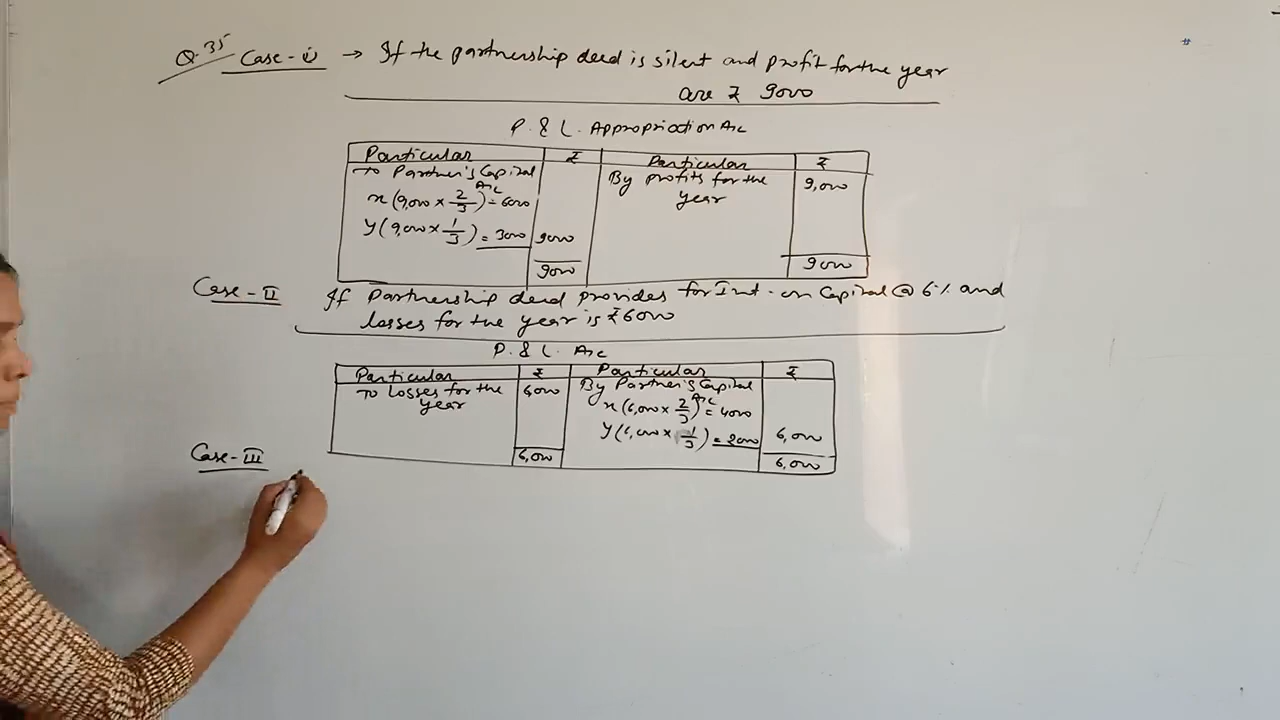 Q.35 Case-(i) → If the partnership deed is silent and profit for the year
are ₹ 9000
P. & L. Appropriation A/c
Particular ₹ Particular ₹
To Partner's Capital A/c By profits for the year 9,000
x (9,000 × 2/3) = 6000
y (9,000 × 1/3) = 3000 9000
9000 9000
Case-II If Partnership deed provides for Int. on Capital @ 6% and
losses for the year is ₹6000
P. & L. A/c
Particular ₹ Particular ₹
To Losses for the year 6,000 By Partner's Capital A/c
x (6,000 × 2/3) = 4000
y (6,000 × 1/3) = 2000 6,000
6,000 6,000
Case-III